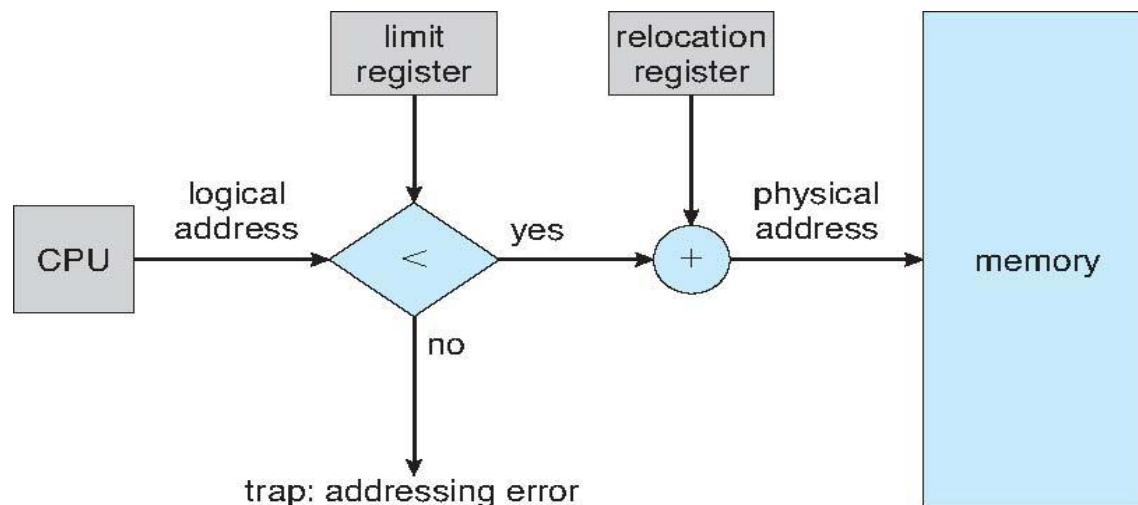 limit
register
relocation
register
logical
address
physical
address
CPU
<
yes
+
memory
no
trap: addressing error